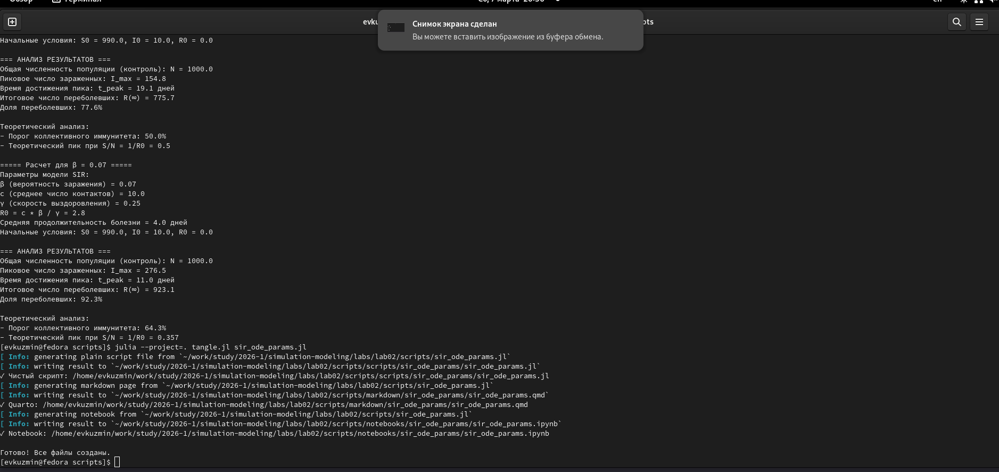 Снимок экрана сделан
Вы можете вставить изображение из буфера обмена.
Начальные условия: S0 = 990.0, I0 = 10.0, R0 = 0.0
=== АНАЛИЗ РЕЗУЛЬТАТОВ ===
Общая численность популяции (контроль): N = 1000.0
Пиковое число зараженных: I_max = 154.8
Время достижения пика: t_peak = 19.1 дней
Итоговое число переболевших: R(∞) = 775.7
Доля переболевших: 77.6%
Теоретический анализ:
- Порог коллективного иммунитета: 50.0%
- Теоретический пик при S/N = 1/R0 = 0.5
===== Расчет для β = 0.07 =====
Параметры модели SIR:
β (вероятность заражения) = 0.07
c (среднее число контактов) = 10.0
γ (скорость выздоровления) = 0.25
R0 = c * β / γ = 2.8
Средняя продолжительность болезни = 4.0 дней
Начальные условия: S0 = 990.0, I0 = 10.0, R0 = 0.0
=== АНАЛИЗ РЕЗУЛЬТАТОВ ===
Общая численность популяции (контроль): N = 1000.0
Пиковое число зараженных: I_max = 276.5
Время достижения пика: t_peak = 11.0 дней
Итоговое число переболевших: R(∞) = 923.1
Доля переболевших: 92.3%
Теоретический анализ:
- Порог коллективного иммунитета: 64.3%
- Теоретический пик при S/N = 1/R0 = 0.357
[evkuzmin@fedora scripts]$ julia --project=. tangle.jl sir_ode_params.jl
[ Info: generating plain script file from `~/work/study/2026-1/simulation-modeling/labs/lab02/scripts/sir_ode_params.jl`
[ Info: writing result to `~/work/study/2026-1/simulation-modeling/labs/lab02/scripts/scripts/sir_ode_params/sir_ode_params.jl`
✓ Чистый скрипт: /home/evkuzmin/work/study/2026-1/simulation-modeling/labs/lab02/scripts/scripts/sir_ode_params/sir_ode_params.jl
[ Info: generating markdown page from `~/work/study/2026-1/simulation-modeling/labs/lab02/scripts/sir_ode_params.jl`
[ Info: writing result to `~/work/study/2026-1/simulation-modeling/labs/lab02/scripts/markdown/sir_ode_params/sir_ode_params.qmd`
✓ Quarto: /home/evkuzmin/work/study/2026-1/simulation-modeling/labs/lab02/scripts/markdown/sir_ode_params/sir_ode_params.qmd
[ Info: generating notebook from `~/work/study/2026-1/simulation-modeling/labs/lab02/scripts/sir_ode_params.jl`
[ Info: writing result to `~/work/study/2026-1/simulation-modeling/labs/lab02/scripts/notebooks/sir_ode_params/sir_ode_params.ipynb`
✓ Notebook: /home/evkuzmin/work/study/2026-1/simulation-modeling/labs/lab02/scripts/notebooks/sir_ode_params/sir_ode_params.ipynb
Готово! Все файлы созданы.
[evkuzmin@fedora scripts]$